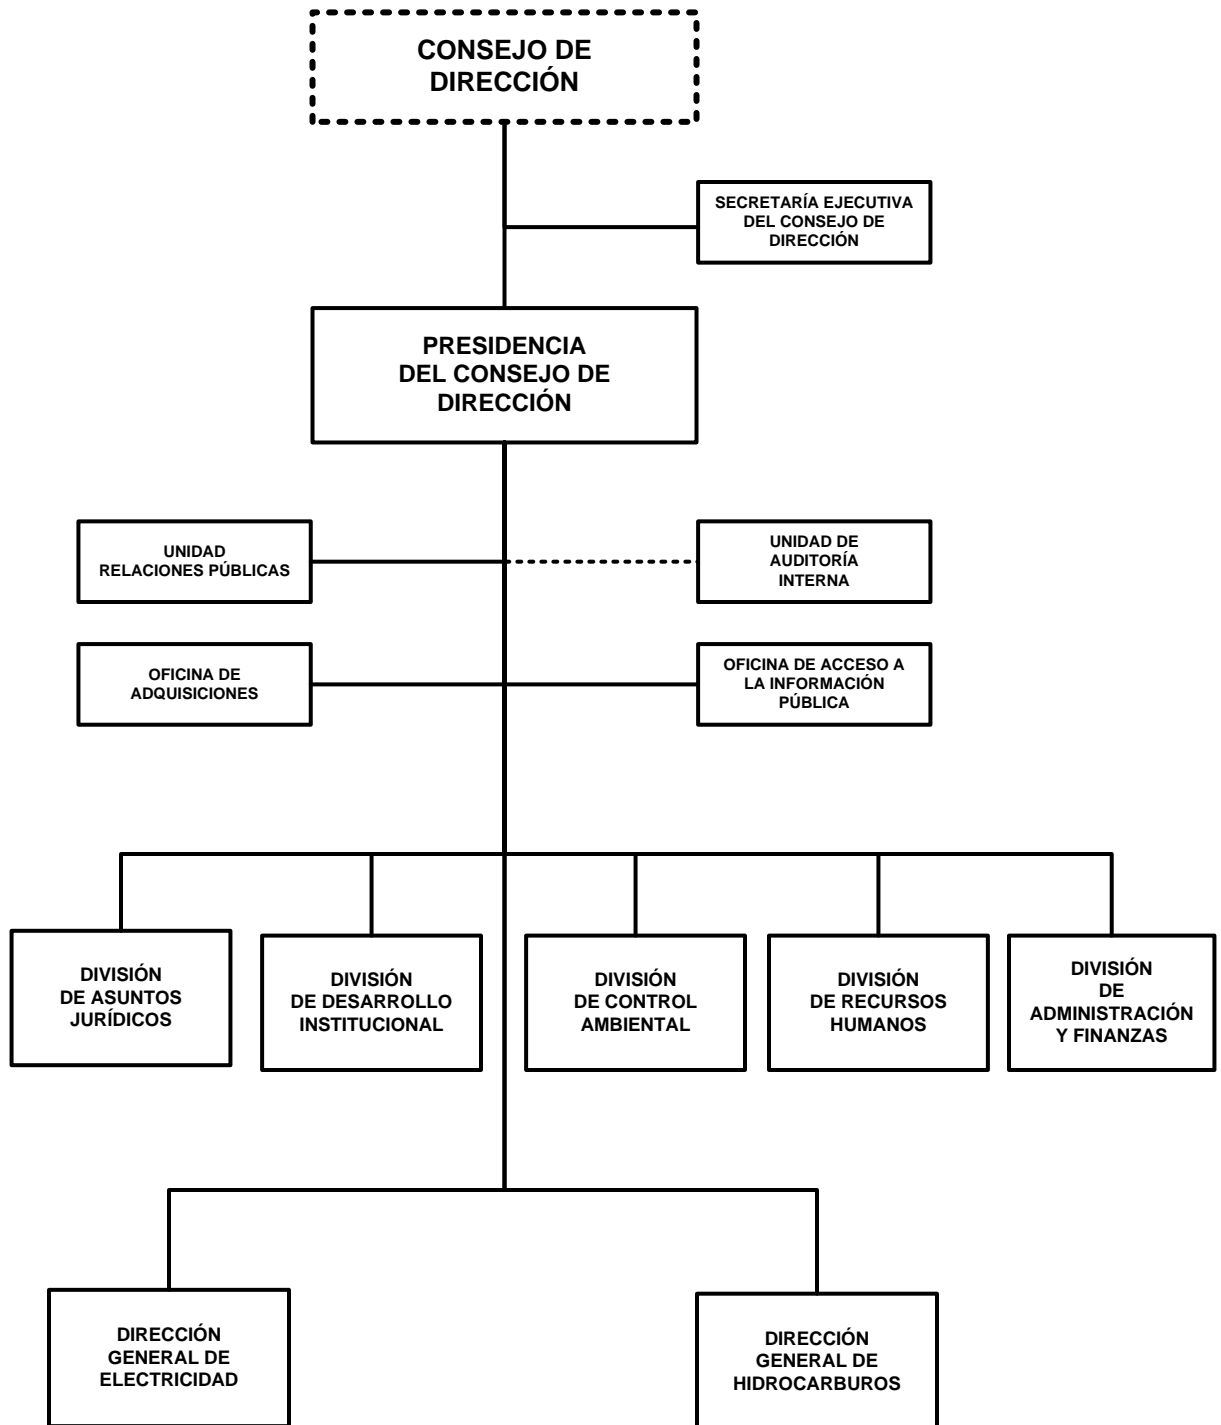 CONSEJO DE
DIRECCIÓN
SECRETARÍA EJECUTIVA
DEL CONSEJO DE
DIRECCIÓN
PRESIDENCIA
DEL CONSEJO DE
DIRECCIÓN
UNIDAD
RELACIONES PÚBLICAS
UNIDAD DE
AUDITORÍA
INTERNA
OFICINA DE
ADQUISICIONES
OFICINA DE ACCESO A
LA INFORMACIÓN
PÚBLICA
DIVISIÓN
DE ASUNTOS
JURÍDICOS
DIVISIÓN
DE DESARROLLO
INSTITUCIONAL
DIVISIÓN
DE CONTROL
AMBIENTAL
DIVISIÓN
DE RECURSOS
HUMANOS
DIVISIÓN
DE
ADMINISTRACIÓN
Y FINANZAS
DIRECCIÓN
GENERAL DE
ELECTRICIDAD
DIRECCIÓN
GENERAL DE
HIDROCARBUROS